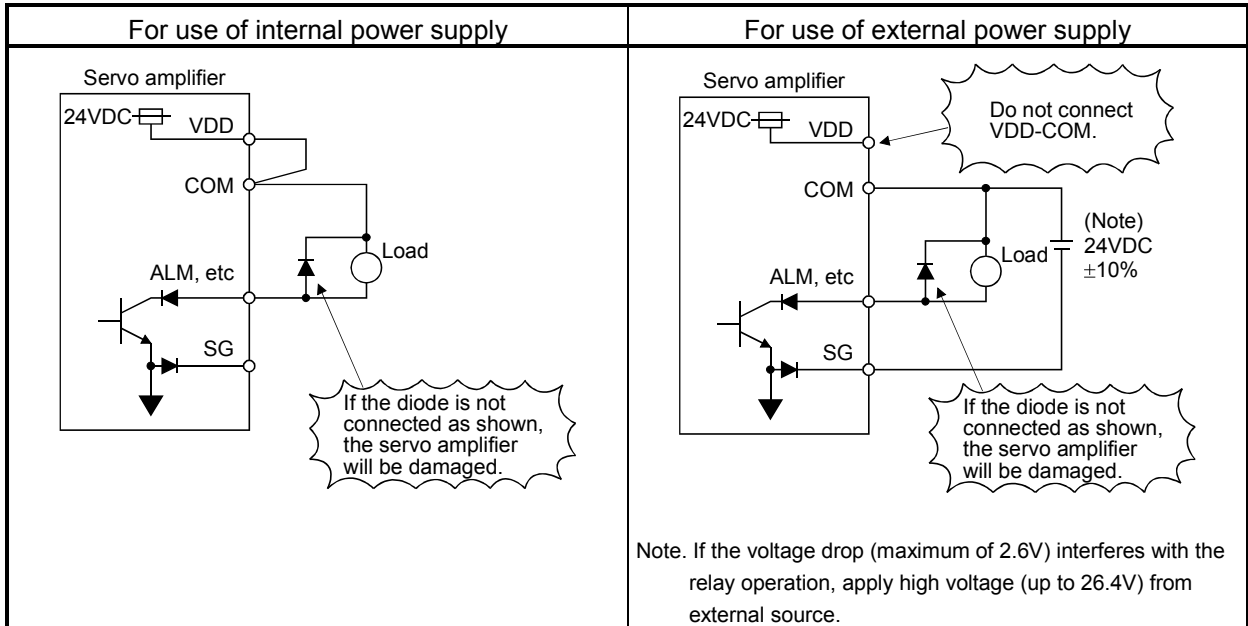 For use of internal power supply
For use of external power supply
Servo amplifier
24VDC
VDD
COM
Load
ALM, etc
SG
If the diode is not
connected as shown,
the servo amplifier
will be damaged.
Servo amplifier
24VDC
VDD
Do not connect
VDD-COM.
COM
(Note)
24VDC
±10%
Load
ALM, etc
SG
If the diode is not
connected as shown,
the servo amplifier
will be damaged.
Note. If the voltage drop (maximum of 2.6V) interferes with the
relay operation, apply high voltage (up to 26.4V) from
external source.